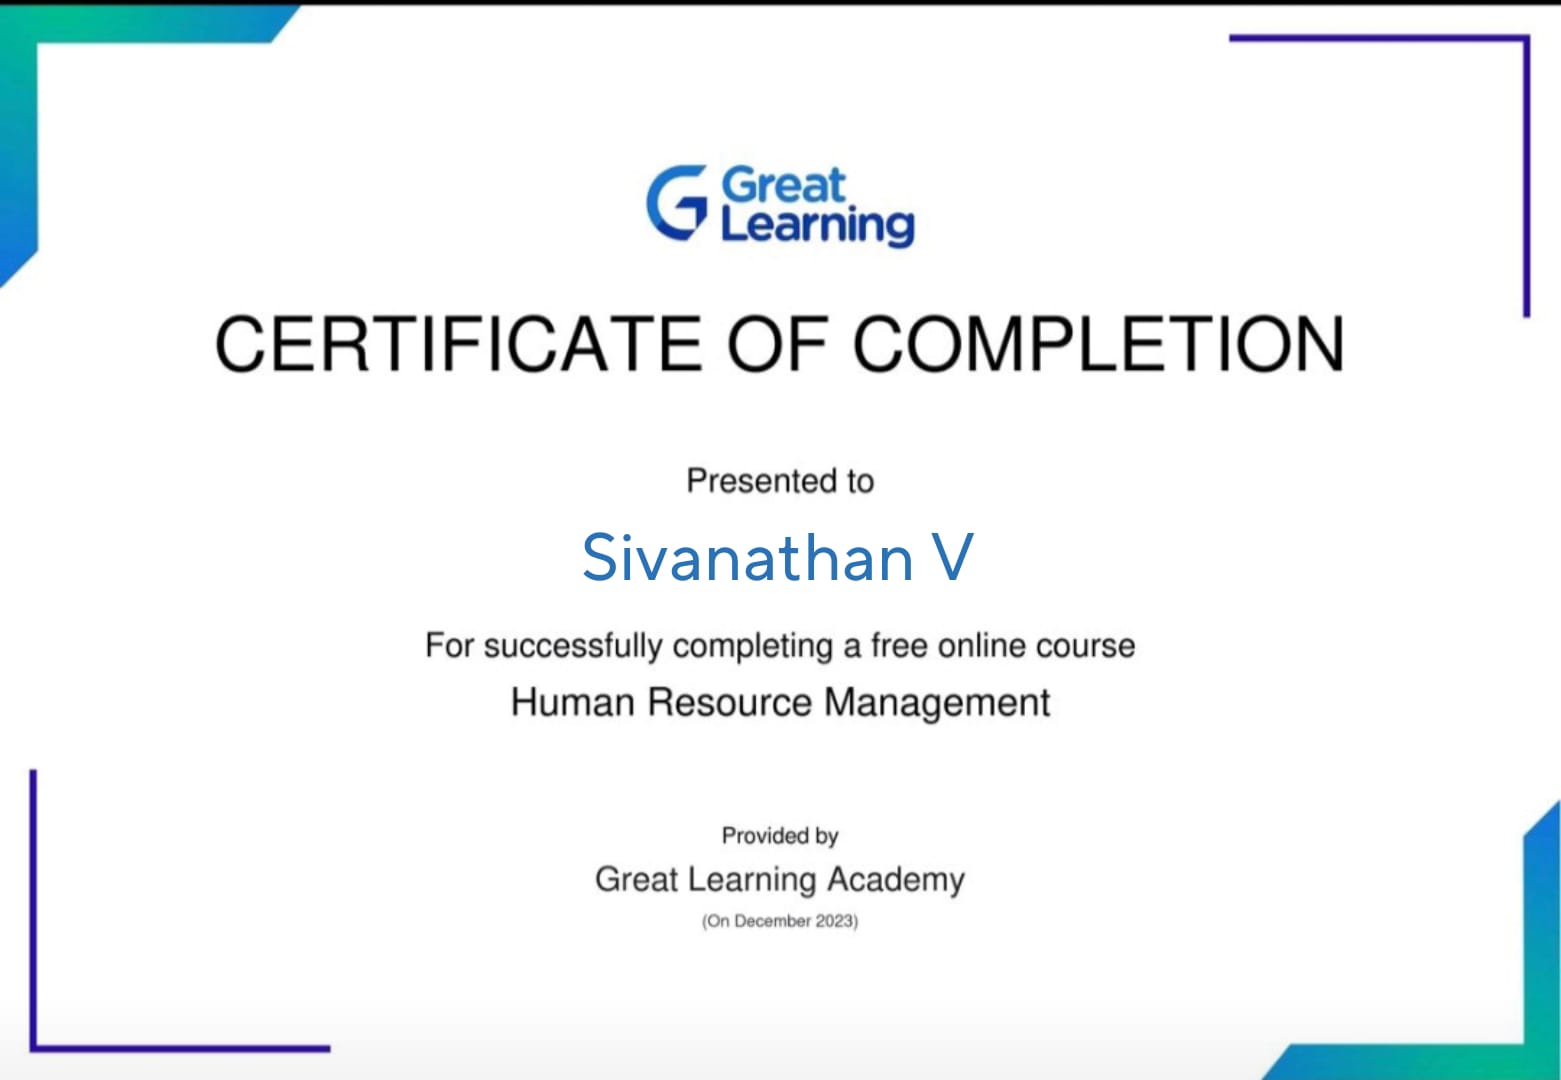 Great
Learning
CERTIFICATE OF COMPLETION
Presented to
Sivanathan V
For successfully completing a free online course
Human Resource Management
Provided by
Great Learning Academy
(On December 2023)